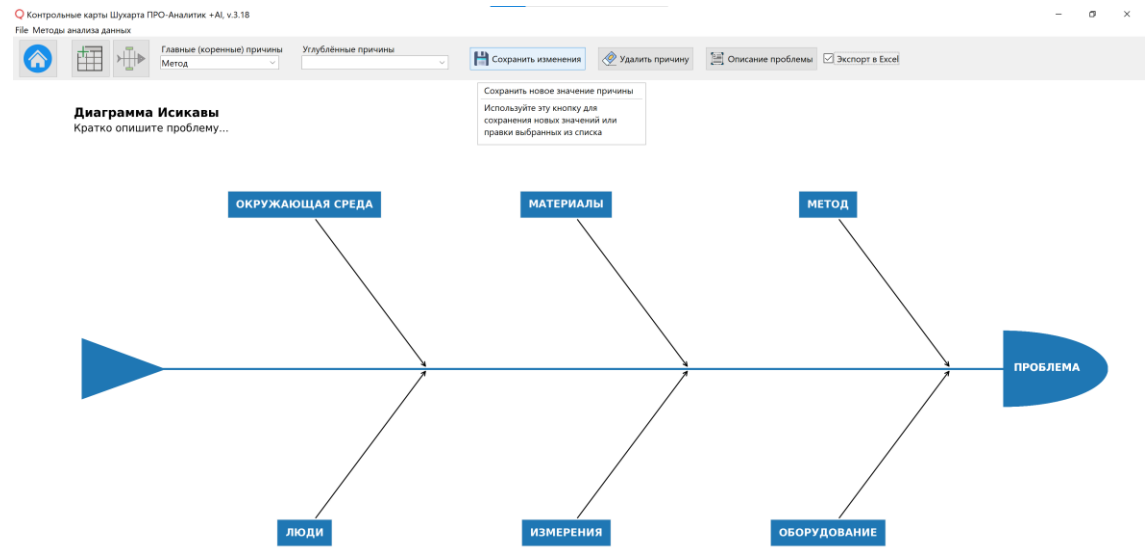 Контрольные карты Шухарта ПРО-Аналитик +AI, v.3.18
File Методы анализа данных
Главные (коренные) причины
Углублённые причины
Метод
Сохранить изменения
Удалить причину
Описание проблемы
Экспорт в Excel
Сохранить новое значение причины
Используйте эту кнопку для
сохранения новых значений или
правки выбранных из списка
Диаграмма Исикавы
Кратко опишите проблему...
ОКРУЖАЮЩАЯ СРЕДА
МАТЕРИАЛЫ
МЕТОД
ПРОБЛЕМА
ЛЮДИ
ИЗМЕРЕНИЯ
ОБОРУДОВАНИЕ